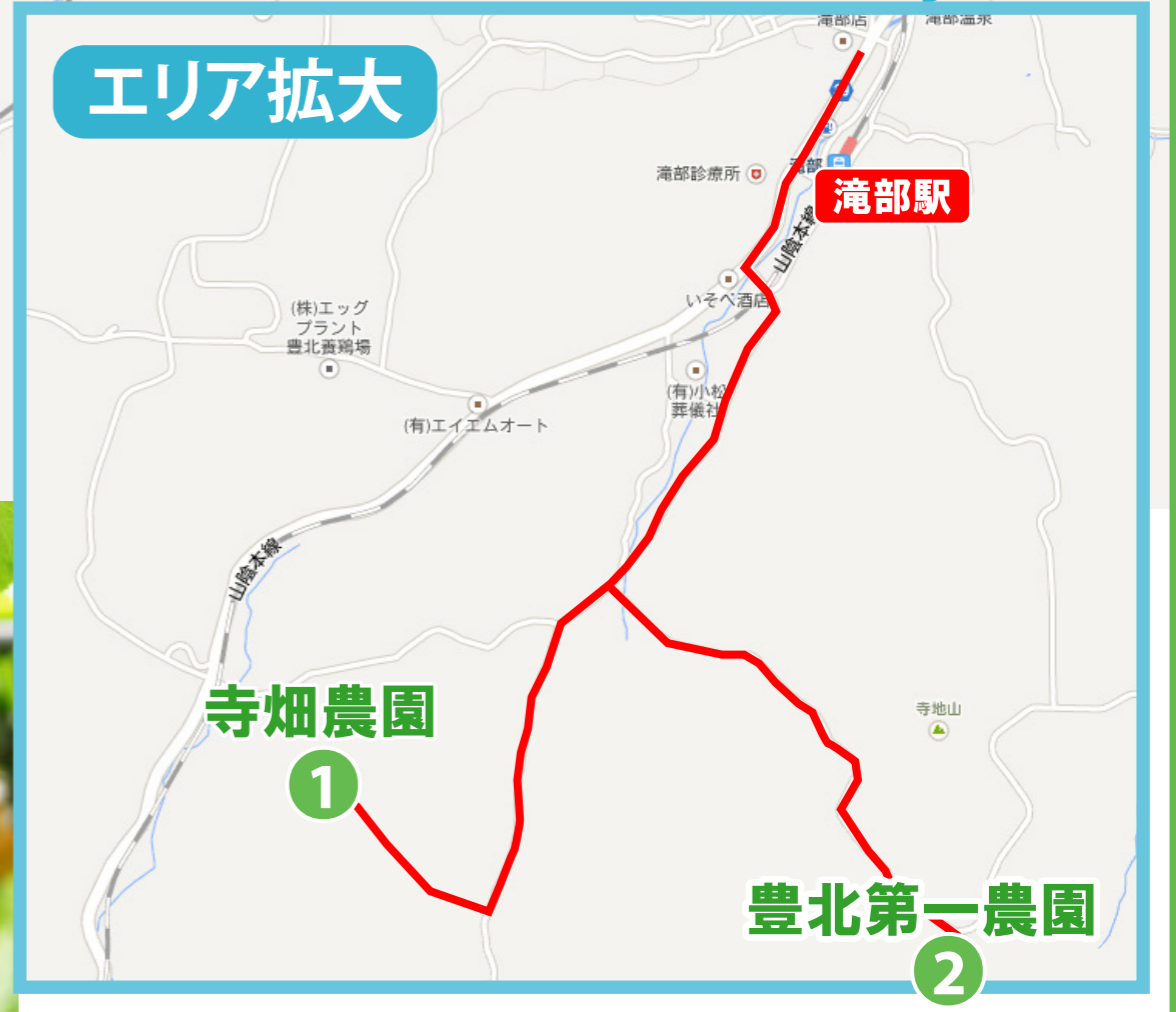 滝部店
滝部温泉
エリア拡大
滝部診療所
滝部
滝部駅
山陰本線
いそべ酒店
(株)エッグ
プラント
豊北養鶏場
(有)小松
葬儀社
(有)エイエムオート
山陰本線
寺畑農園
1
寺地山
豊北第一農園
2